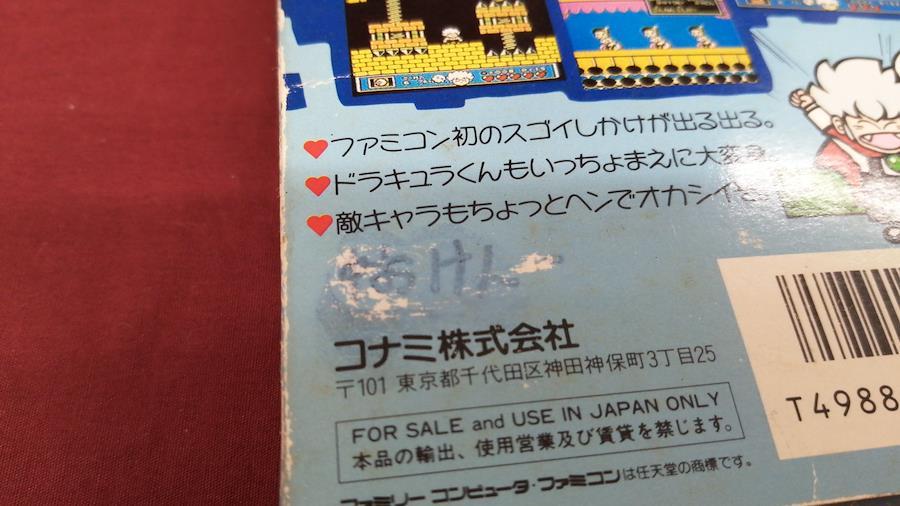 ♥ファミコン初のスゴイしかけが出る出る。
♥ドラキュラくんもいっちょまえに大変身
♥敵キャラもちょっとヘンでオカシイ
けん
コナミ株式会社
〒101 東京都千代田区神田神保町3丁目25
FOR SALE and USE IN JAPAN ONLY
本品の輸出、使用営業及び賃貸を禁じます。
ファミリーコンピュータ・ファミコンは任天堂の商標です。
T4988